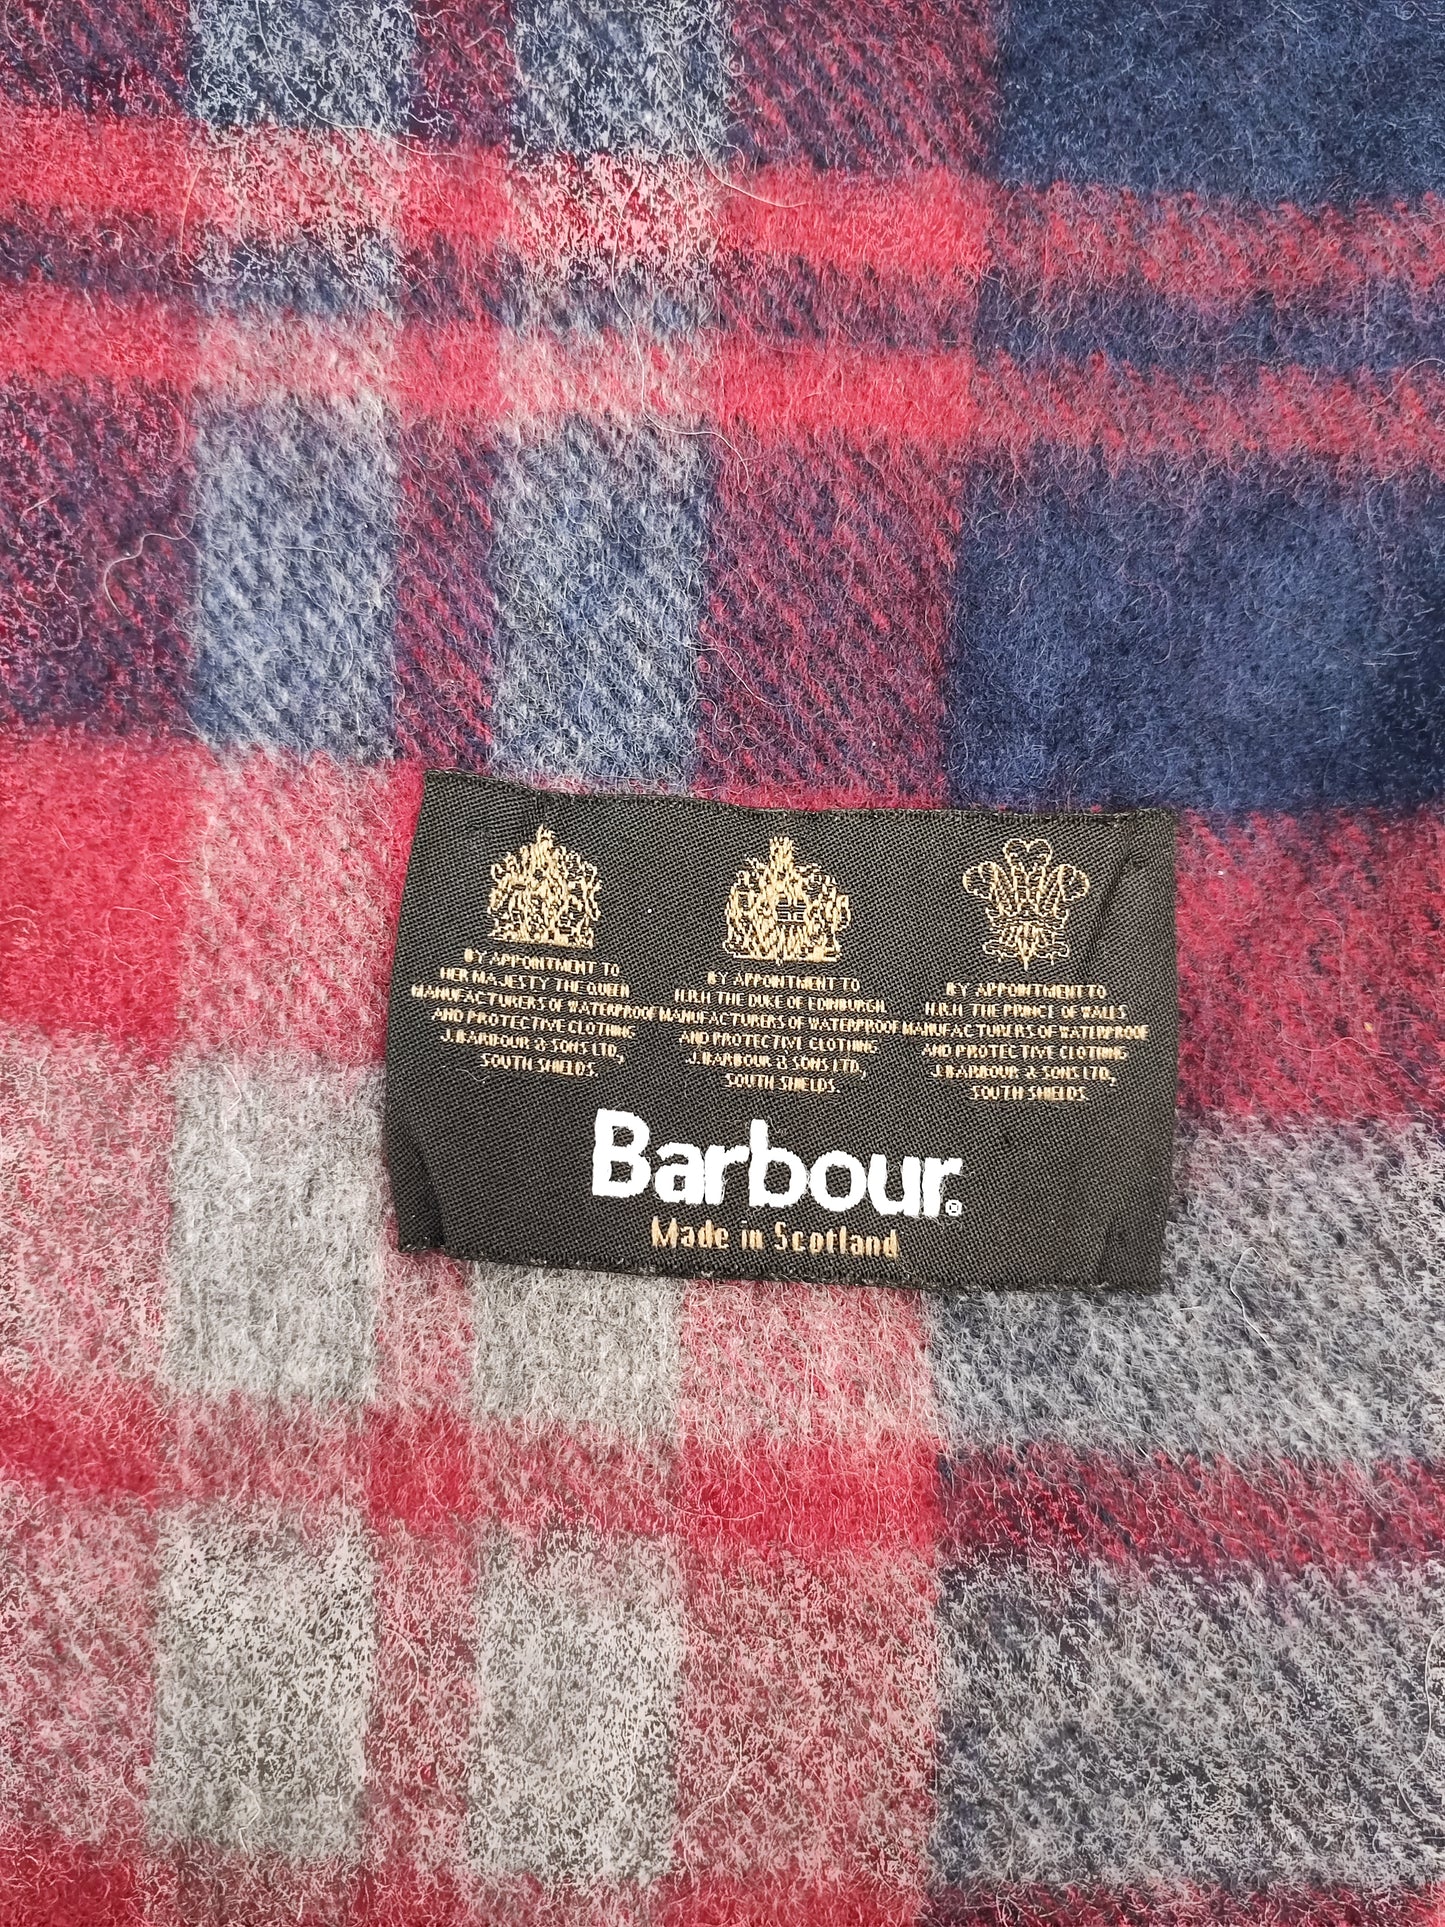 BY APPOINTMENT TO
HER MAJESTY THE QUEEN
MANUFACTURERS OF WATERPROOF
AND PROTECTIVE CLOTHING
J. BARBOUR & SONS LTD,
SOUTH SHIELDS.
BY APPOINTMENT TO
H.R.H THE DUKE OF EDINBURGH
MANUFACTURERS OF WATERPROOF
AND PROTECTIVE CLOTHING
J. BARBOUR & SONS LTD,
SOUTH SHIELDS.
BY APPOINTMENT TO
H.R.H THE PRINCE OF WALES
MANUFACTURERS OF WATERPROOF
AND PROTECTIVE CLOTHING
J. BARBOUR & SONS LTD,
SOUTH SHIELDS.
Barbour®
Made in Scotland